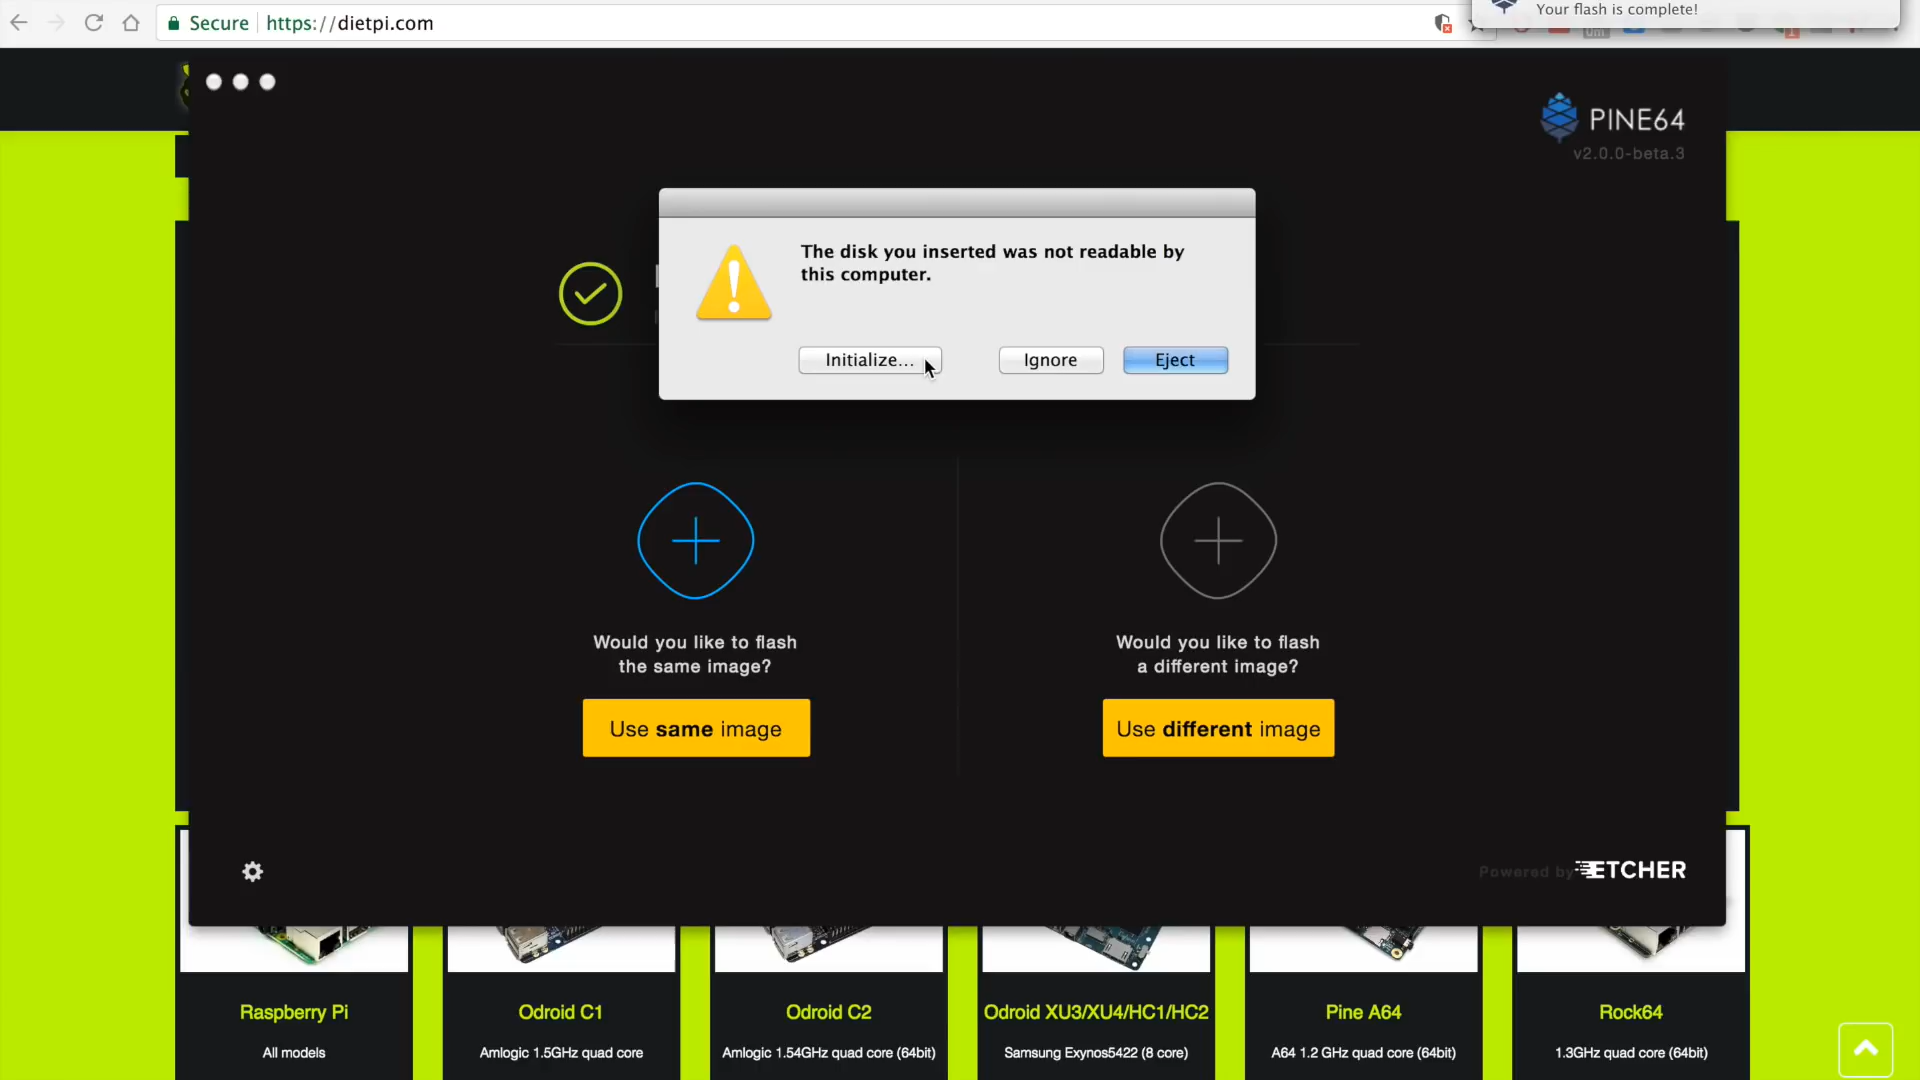 Secure
https://dietpi.com
Your flash is complete!
PINE64
v2.0.0-beta.3
The disk you inserted was not readable by
this computer.
Initialize...
Ignore
Eject
Would you like to flash
the same image?
Use same image
Would you like to flash
a different image?
Use different image
Powered by ETCHER
Raspberry Pi
All models
Odroid C1
Amlogic 1.5GHz quad core
Odroid C2
Amlogic 1.54GHz quad core (64bit)
Odroid XU3/XU4/HC1/HC2
Samsung Exynos5422 (8 core)
Pine A64
A64 1.2 GHz quad core (64bit)
Rock64
1.3GHz quad core (64bit)